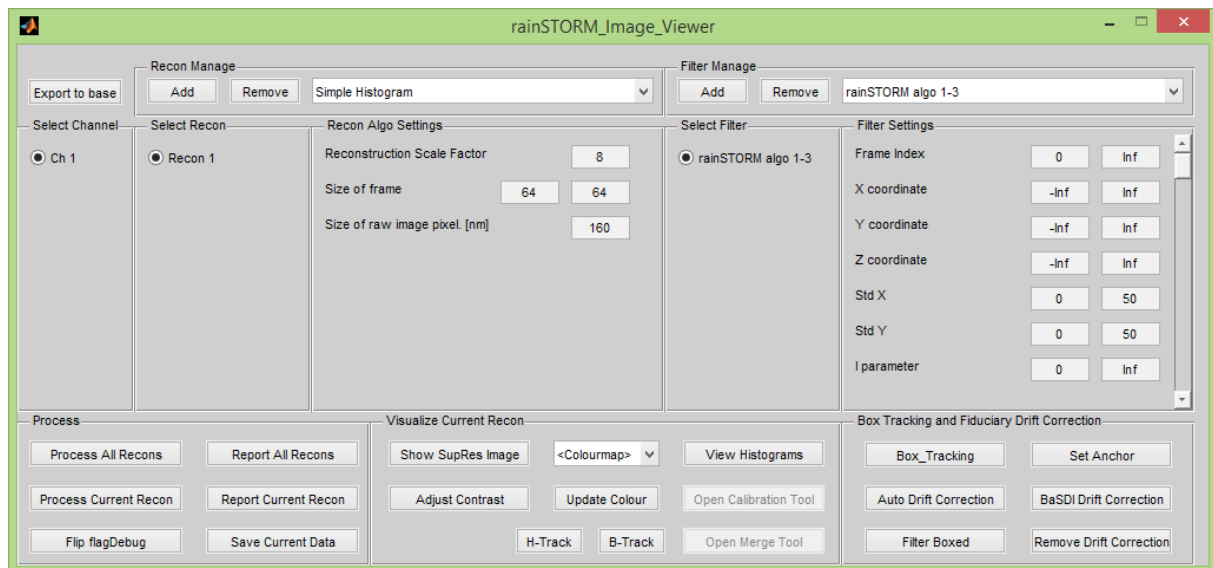 rainSTORM_Image_Viewer
Recon Manage
Filter Manage
Export to base
Add
Remove
Simple Histogram
Add
Remove
rainSTORM algo 1-3
Select Channel
Select Recon
Recon Algo Settings
Select Filter
Filter Settings
Ch 1
Recon 1
Reconstruction Scale Factor 8
Size of frame 64 64
Size of raw image pixel. [nm] 160
rainSTORM algo 1-3
Frame Index 0 Inf
X coordinate -Inf Inf
Y coordinate -Inf Inf
Z coordinate -Inf Inf
Std X 0 50
Std Y 0 50
I parameter 0 Inf
Process
Process All Recons Report All Recons
Process Current Recon Report Current Recon
Flip flagDebug Save Current Data
Visualize Current Recon
Show SupRes Image <Colourmap> View Histograms
Adjust Contrast Update Colour Open Calibration Tool
H-Track B-Track Open Merge Tool
Box Tracking and Fiduciary Drift Correction
Box_Tracking Set Anchor
Auto Drift Correction BaSDI Drift Correction
Filter Boxed Remove Drift Correction